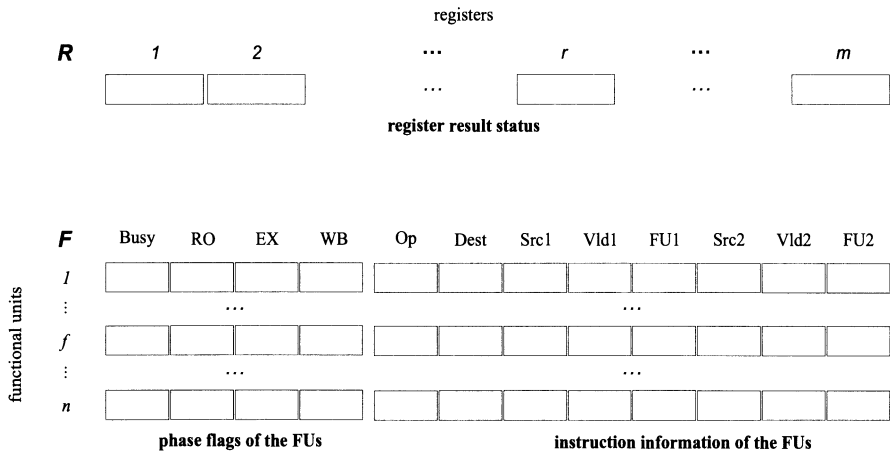 registers
R 1 2 ... r ... m
... ...
register result status
F Busy RO EX WB Op Dest Src1 Vld1 FU1 Src2 Vld2 FU2
functional units
1
⋮ ... ...
f
⋮ ... ...
n
phase flags of the FUs instruction information of the FUs